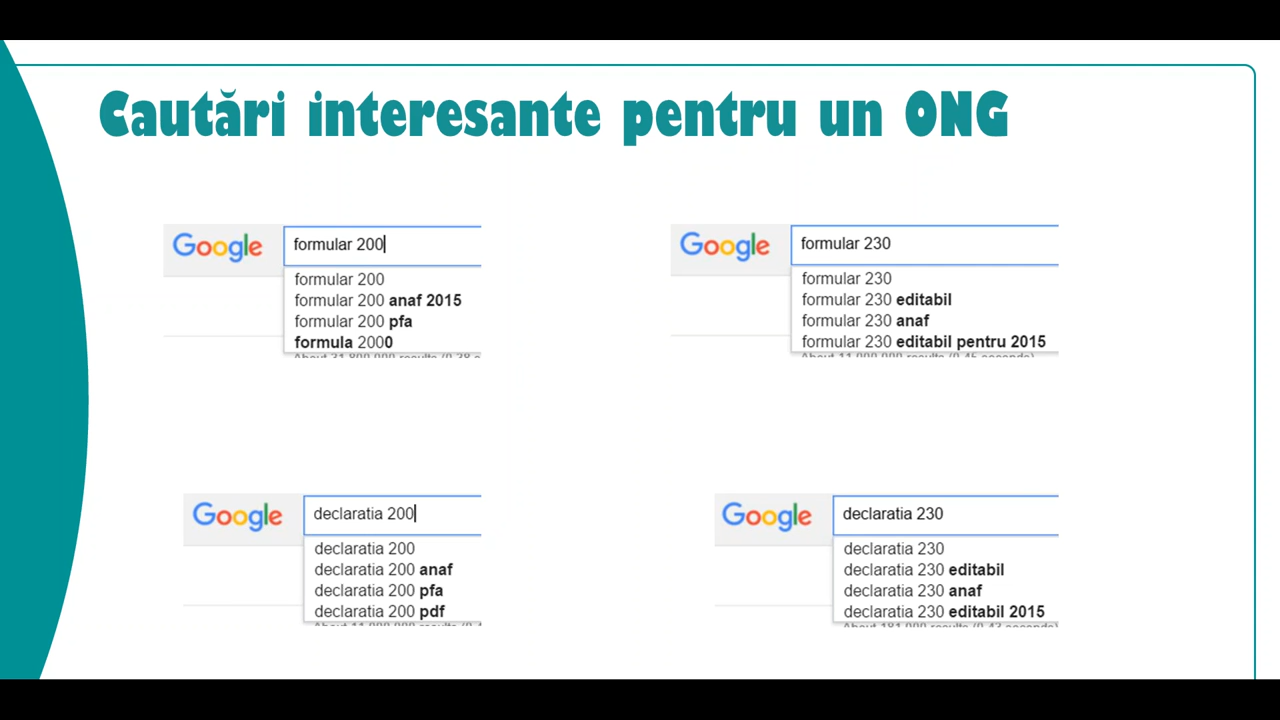 Cautări interesante pentru un ONG
Google
formular 200
formular 200
formular 200 anaf 2015
formular 200 pfa
formula 2000
Google
formular 230
formular 230
formular 230 editabil
formular 230 anaf
formular 230 editabil pentru 2015
Google
declaratia 200
declaratia 200
declaratia 200 anaf
declaratia 200 pfa
declaratia 200 pdf
Google
declaratia 230
declaratia 230
declaratia 230 editabil
declaratia 230 anaf
declaratia 230 editabil 2015